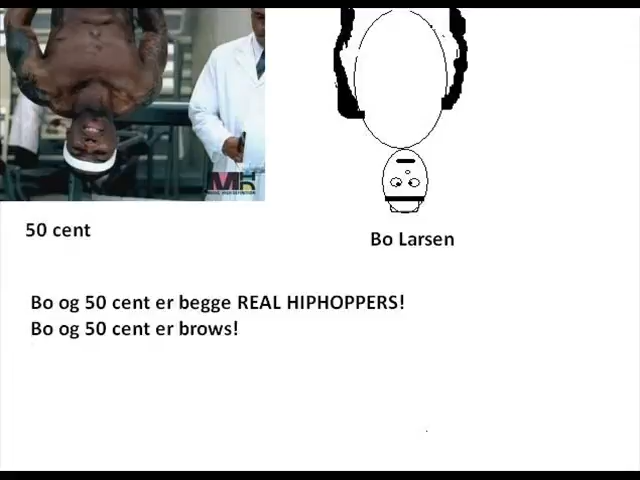 50 cent
Bo Larsen
Bo og 50 cent er begge REAL HIPHOPPERS!
Bo og 50 cent er brows!